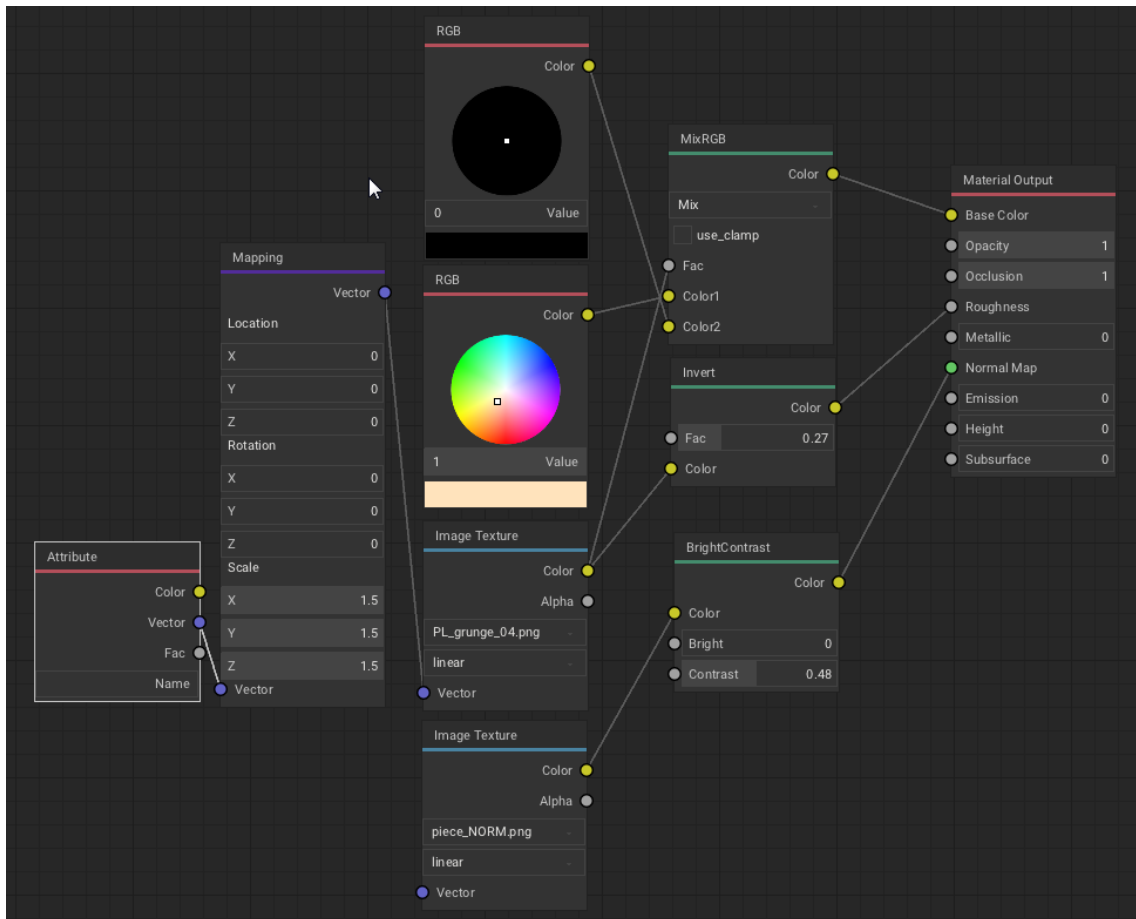 RGB
Color
0 Value
RGB
Color
1 Value
Mapping
Vector
Location
X 0
Y 0
Z 0
Rotation
X 0
Y 0
Z 0
Scale
X 1.5
Y 1.5
Z 1.5
Vector
Attribute
Color
Vector
Fac
Name
Image Texture
Color
Alpha
PL_grunge_04.png
linear
Vector
Image Texture
Color
Alpha
piece_NORM.png
linear
Vector
MixRGB
Color
Mix
use_clamp
Fac
Color1
Color2
Invert
Color
Fac 0.27
Color
BrightContrast
Color
Color
Bright 0
Contrast 0.48
Material Output
Base Color
Opacity 1
Occlusion 1
Roughness
Metallic 0
Normal Map
Emission 0
Height 0
Subsurface 0